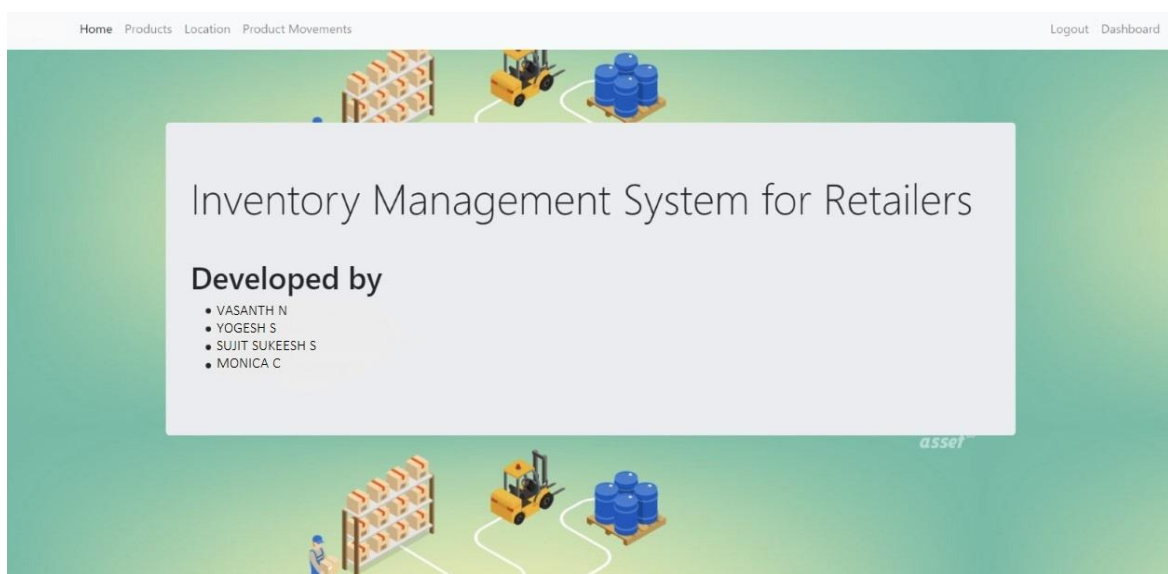 Home Products Location Product Movements Logout Dashboard
Inventory Management System for Retailers
Developed by
• VASANTH N
• YOGESH S
• SUJIT SUKEESH S
• MONICA C
asset